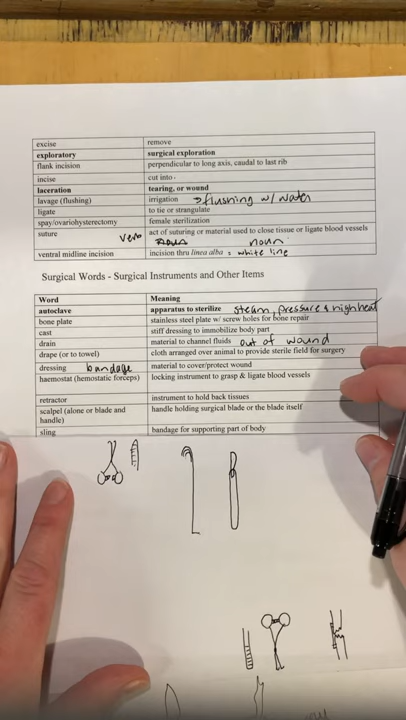 excise remove
exploratory surgical exploration
flank incision perpendicular to long axis, caudal to last rib
incise cut into
laceration tearing, or wound
lavage (flushing) irrigation → flushing w/ water
ligate to tie or strangulate
spay/ovariohysterectomy female sterilization
suture act of suturing or material used to close tissue or ligate blood vessels
verb noun noun
ventral midline incision incision thru linea alba = white line
Surgical Words - Surgical Instruments and Other Items
Word Meaning
autoclave apparatus to sterilize steam, pressure & high heat
bone plate stainless steel plate w/ screw holes for bone repair
cast stiff dressing to immobilize body part
drain material to channel fluids out of wound
drape (or to towel) cloth arranged over animal to provide sterile field for surgery
dressing bandage material to cover/protect wound
haemostat (hemostatic forceps) locking instrument to grasp & ligate blood vessels
retractor instrument to hold back tissues
scalpel (alone or blade and handle) handle holding surgical blade or the blade itself
sling bandage for supporting part of body